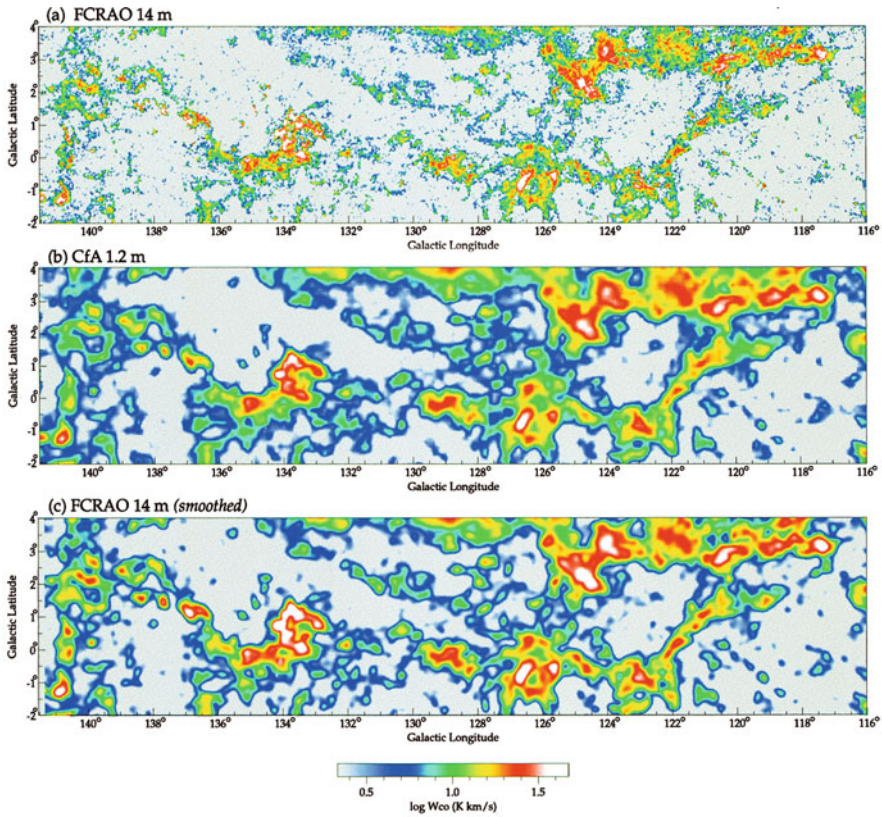 (a) FCRAO 14 m
Galactic Latitude
4°
3°
2°
1°
0°
-1°
-2°
140° 138° 136° 134° 132° 130° 128° 126° 124° 122° 120° 118° 116°
Galactic Longitude
(b) CfA 1.2 m
Galactic Latitude
4°
3°
2°
1°
0°
-1°
-2°
140° 138° 136° 134° 132° 130° 128° 126° 124° 122° 120° 118° 116°
Galactic Longitude
(c) FCRAO 14 m (smoothed)
Galactic Latitude
4°
3°
2°
1°
0°
-1°
-2°
140° 138° 136° 134° 132° 130° 128° 126° 124° 122° 120° 118° 116°
Galactic Longitude
0.5 1.0 1.5
log Wco (K km/s)